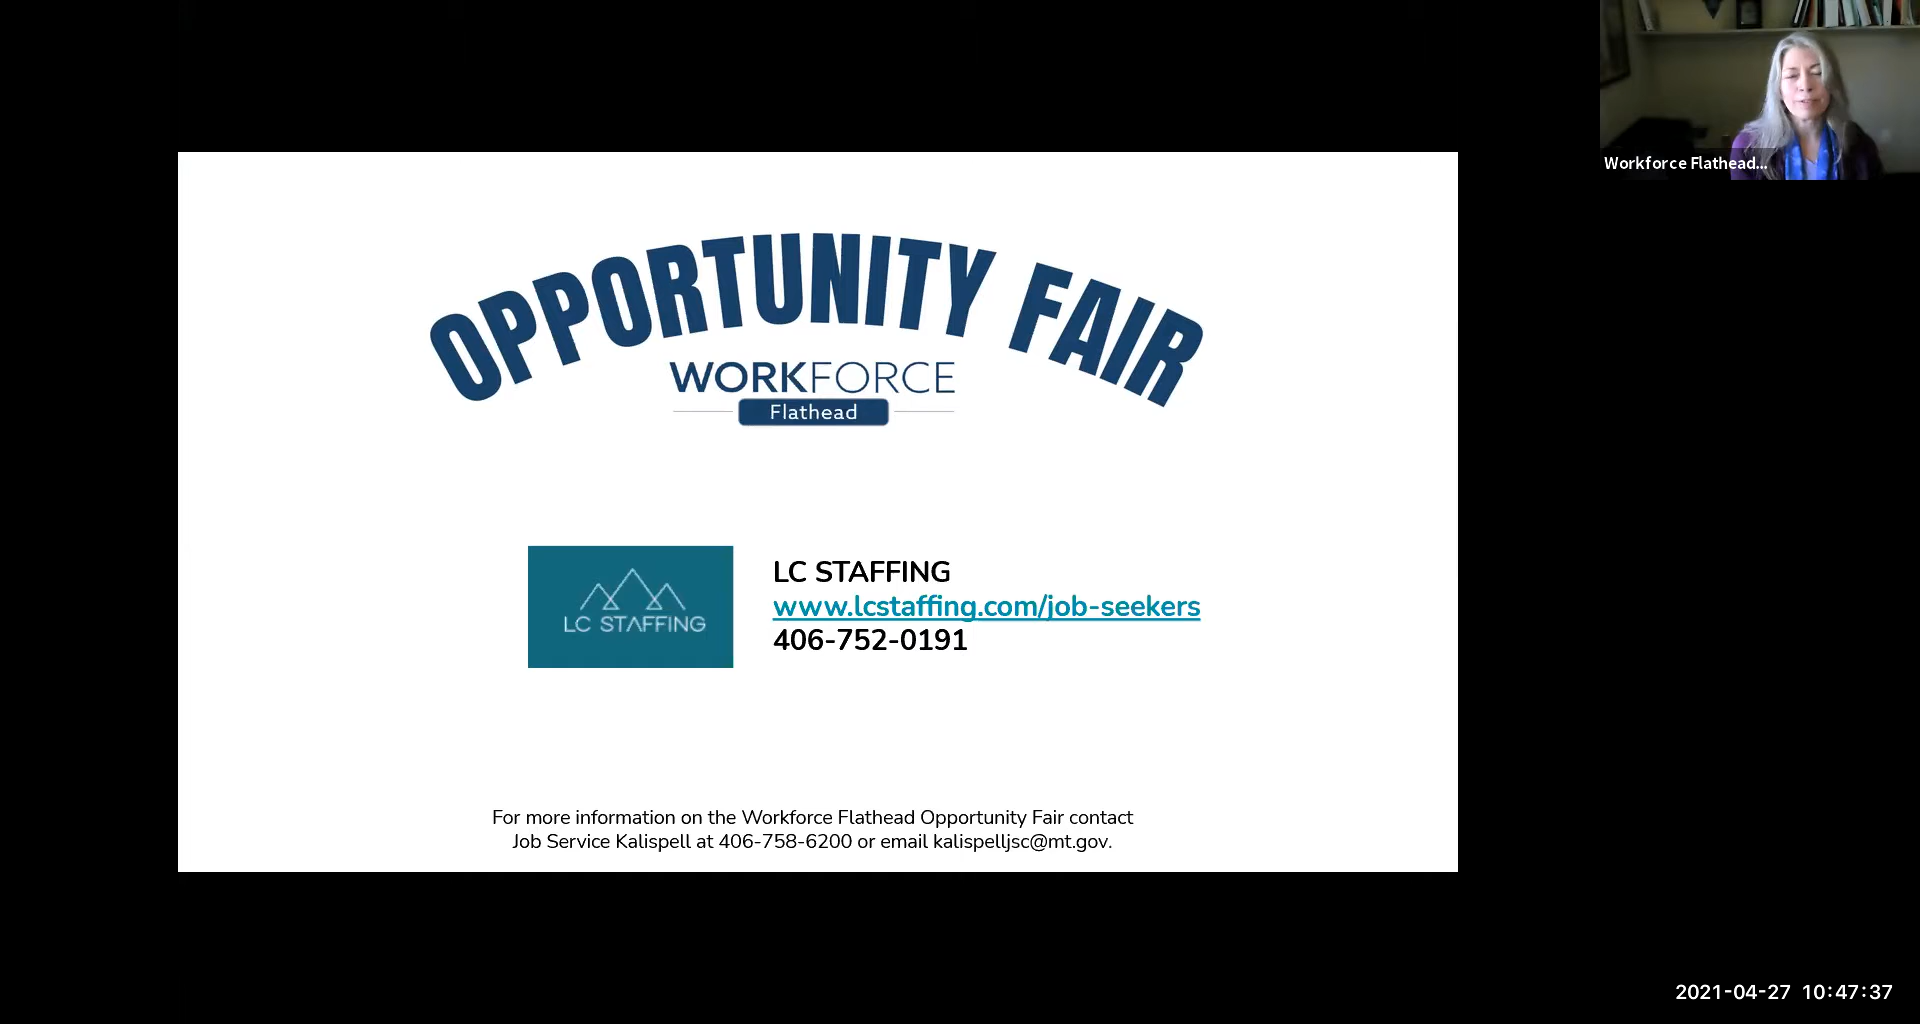 Workforce Flathead...
OPPORTUNITY FAIR
WORKFORCE
Flathead
LC STAFFING
LC STAFFING
www.lcstaffing.com/job-seekers
406-752-0191
For more information on the Workforce Flathead Opportunity Fair contact
Job Service Kalispell at 406-758-6200 or email kalispelljsc@mt.gov.
2021-04-27 10:47:37